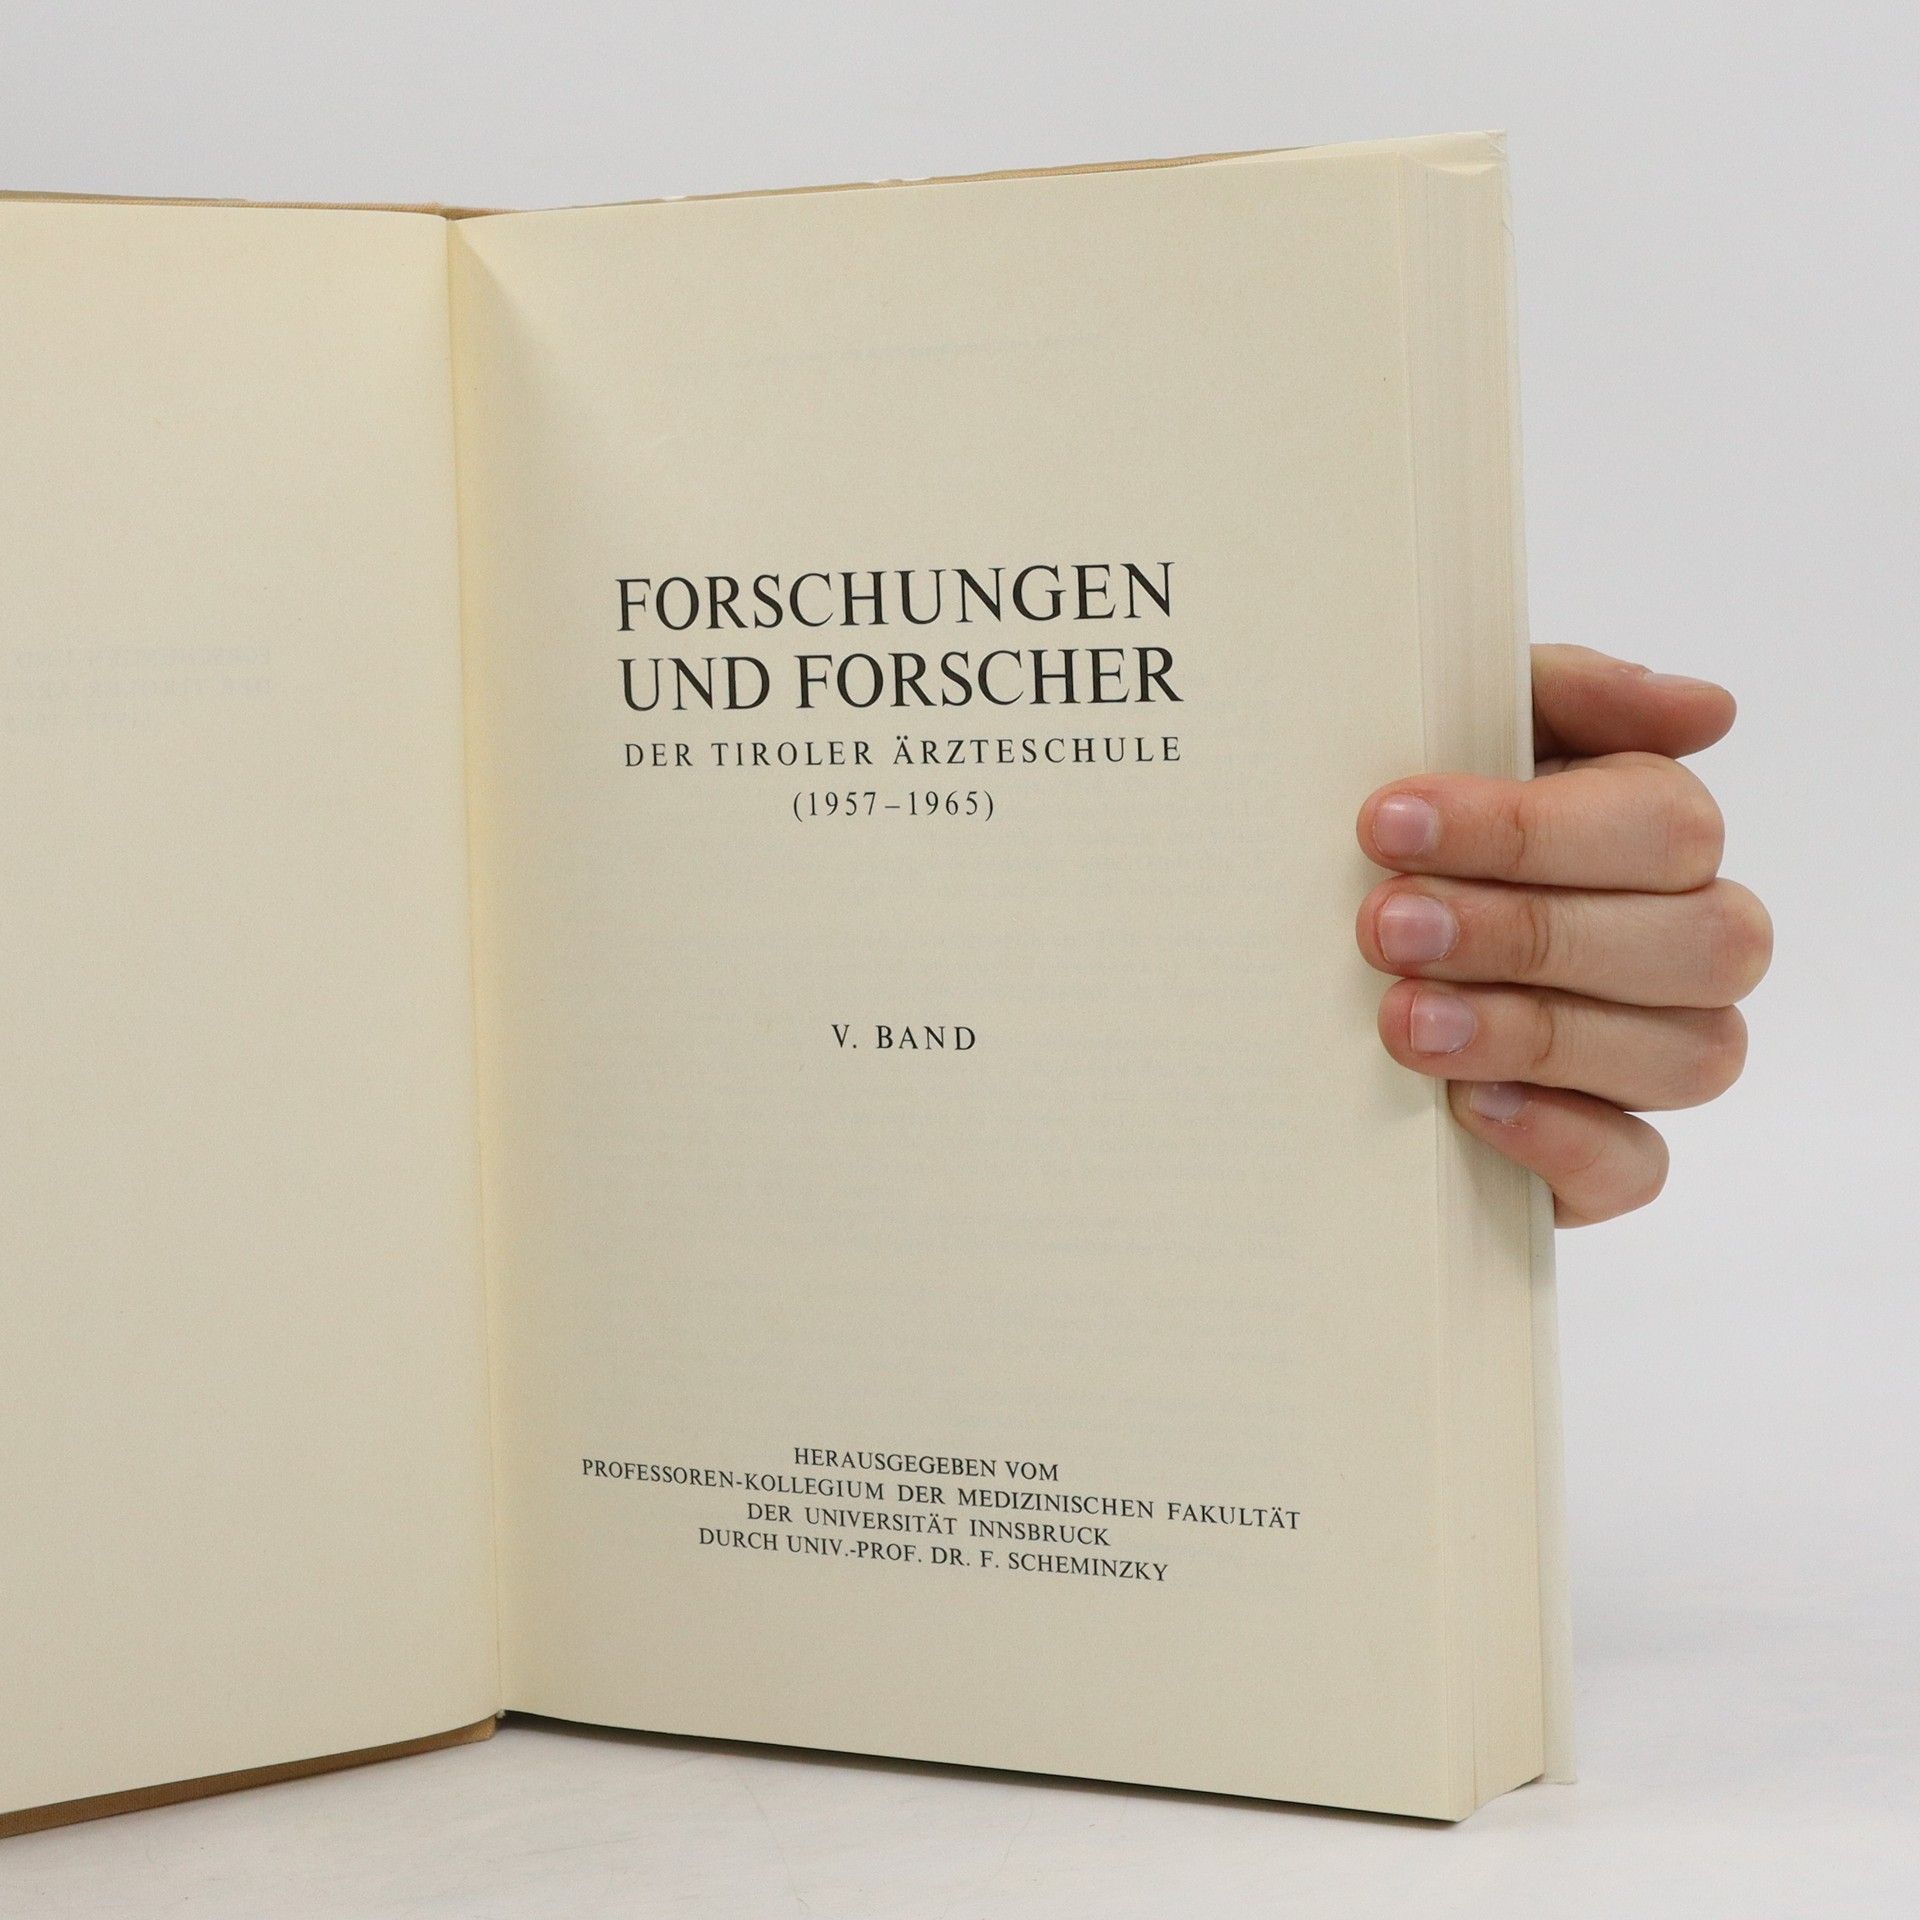 FORSCHUNGEN
UND FORSCHER
DER TIROLER ÄRZTESCHULE
(1957–1965)
V. BAND
HERAUSGEGEBEN VOM
PROFESSOREN-KOLLEGIUM DER MEDIZINISCHEN FAKULTÄT
DER UNIVERSITÄT INNSBRUCK
DURCH UNIV.-PROF. DR. F. SCHEMINZKY